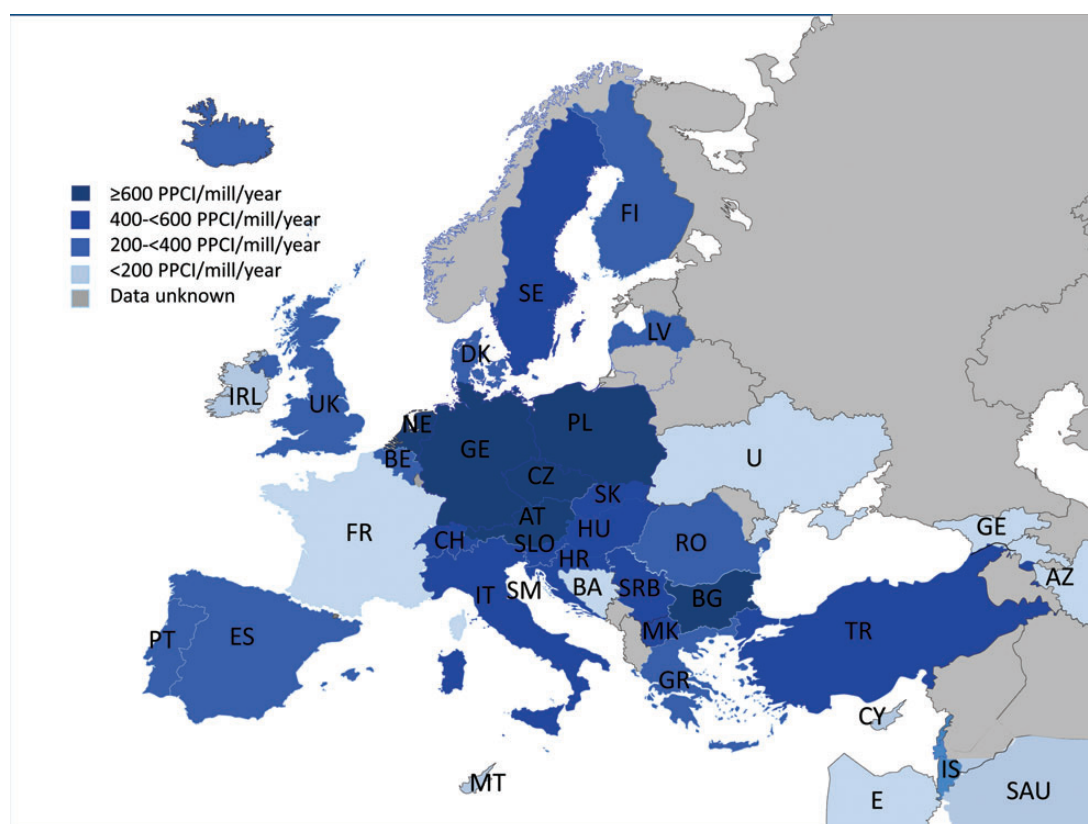 ≥600 PPCI/mill/year
400-<600 PPCI/mill/year
200-<400 PPCI/mill/year
<200 PPCI/mill/year
Data unknown
FI
SE
LV
DK
IRL
UK
NE
PL
GE
BE
CZ
U
SK
AT
FR
HU
CH
SLO
RO
GE
HR
AZ
IT
SM
BA
SRB
BG
PT
ES
MK
TR
GR
CY
MT
IS
E
SAU